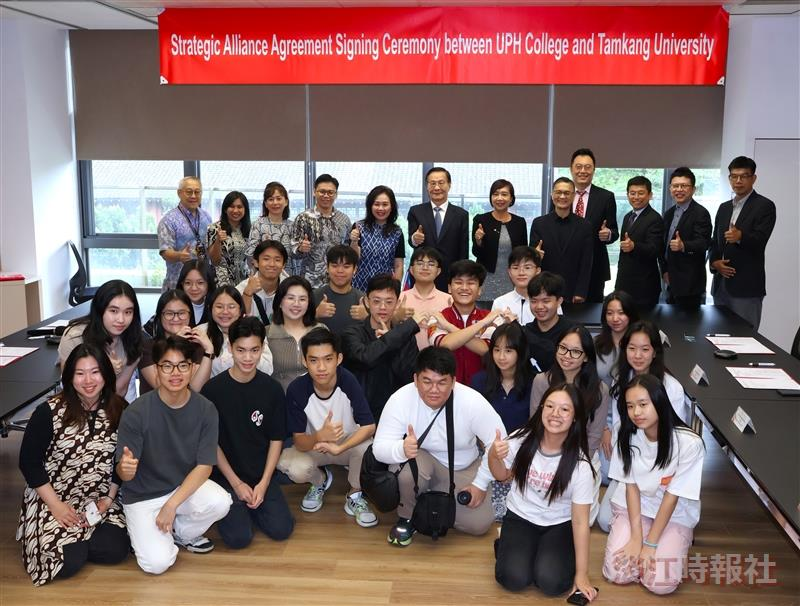 Strategic Alliance Agreement Signing Ceremony between UPH College and Tamkang University
淡江時報社